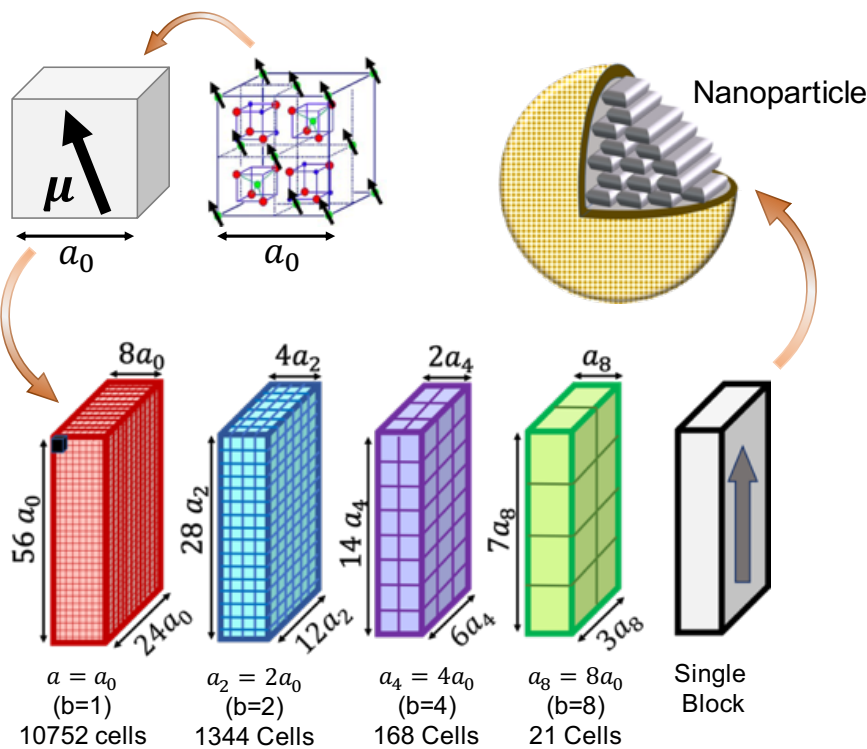 Nanoparticle
μ
a₀
a₀
8a₀
4a₂
2a₄
a₈
56 a₀
28 a₂
14 a₄
7a₈
24a₀
12a₂
6a₄
3a₈
a = a₀
(b=1)
10752 cells
a₂ = 2a₀
(b=2)
1344 Cells
a₄ = 4a₀
(b=4)
168 Cells
a₈ = 8a₀
(b=8)
21 Cells
Single
Block